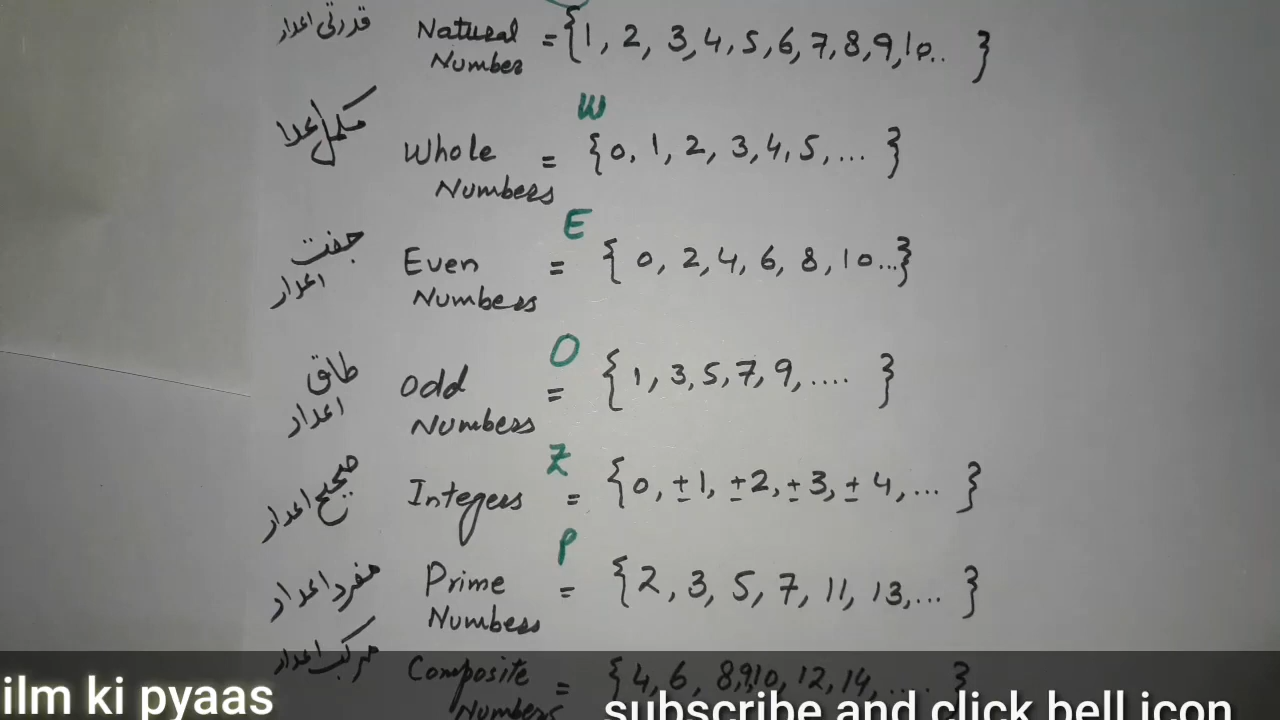 قدرتی اعداد Natural = {1, 2, 3, 4, 5, 6, 7, 8, 9, 10.. }
Number
W
مکمل اعداد Whole = {0, 1, 2, 3, 4, 5, ... }
Numbers
E
جفت Even = { 0, 2, 4, 6, 8, 10...}
اعداد Numbers
O
طاق Odd = { 1, 3, 5, 7, 9, .... }
اعداد Numbers
Z
صحیح اعداد Integers = {0, ±1, ±2, ±3, ±4, ... }
P
مفرد اعداد Prime = {2, 3, 5, 7, 11, 13, ... }
Numbers
مرکب اعداد Composite = {4, 6, 8,9,10, 12, 14, .... }
Numbers
ilm ki pyaas
subscribe and click bell icon